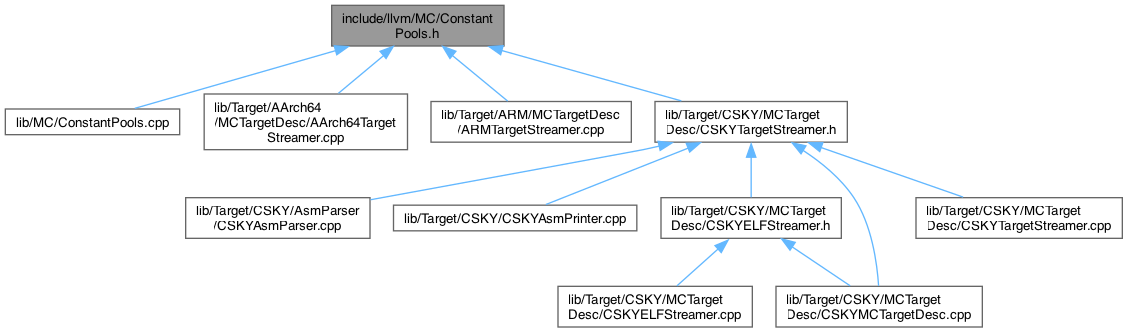 include/llvm/MC/Constant
Pools.h
lib/MC/ConstantPools.cpp
lib/Target/AArch64
/MCTargetDesc/AArch64Target
Streamer.cpp
lib/Target/ARM/MCTargetDesc
/ARMTargetStreamer.cpp
lib/Target/CSKY/MCTarget
Desc/CSKYTargetStreamer.h
lib/Target/CSKY/AsmParser
/CSKYAsmParser.cpp
lib/Target/CSKY/CSKYAsmPrinter.cpp
lib/Target/CSKY/MCTarget
Desc/CSKYELFStreamer.h
lib/Target/CSKY/MCTarget
Desc/CSKYTargetStreamer.cpp
lib/Target/CSKY/MCTarget
Desc/CSKYELFStreamer.cpp
lib/Target/CSKY/MCTarget
Desc/CSKYMCTargetDesc.cpp